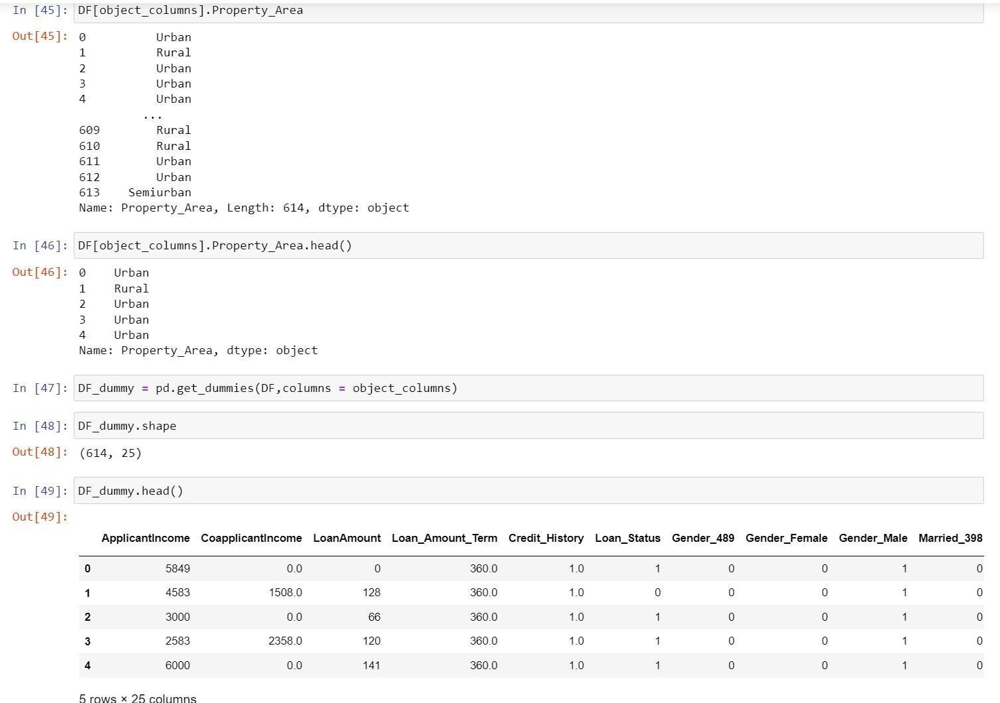 In [45]: DF[object_columns].Property_Area
Out[45]: 0 Urban
1 Rural
2 Urban
3 Urban
4 Urban
...
609 Rural
610 Rural
611 Urban
612 Urban
613 Semiurban
Name: Property_Area, Length: 614, dtype: object
In [46]: DF[object_columns].Property_Area.head()
Out[46]: 0 Urban
1 Rural
2 Urban
3 Urban
4 Urban
Name: Property_Area, dtype: object
In [47]: DF_dummy = pd.get_dummies(DF,columns = object_columns)
In [48]: DF_dummy.shape
Out[48]: (614, 25)
In [49]: DF_dummy.head()
Out[49]:
ApplicantIncome CoapplicantIncome LoanAmount Loan_Amount_Term Credit_History Loan_Status Gender_489 Gender_Female Gender_Male Married_398
0 5849 0.0 0 360.0 1.0 1 0 0 1 0
1 4583 1508.0 128 360.0 1.0 0 0 0 1 0
2 3000 0.0 66 360.0 1.0 1 0 0 1 0
3 2583 2358.0 120 360.0 1.0 1 0 0 1 0
4 6000 0.0 141 360.0 1.0 1 0 0 1 0
5 rows × 25 columns